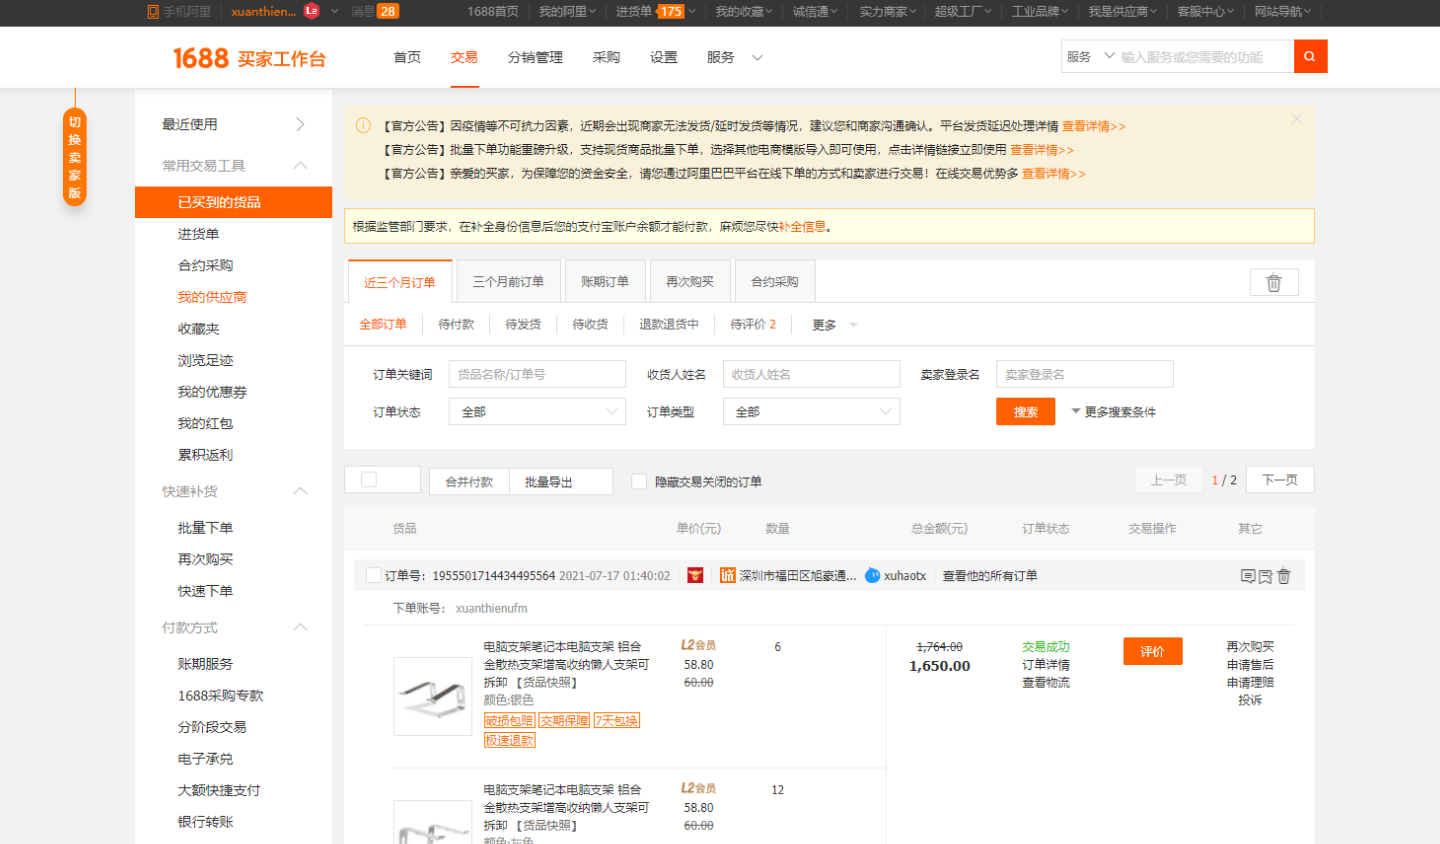 手机阿里 xuanthien... L2 消息 28 1688首页 我的阿里 进货单 175 我的收藏 诚信通 实力商家 超级工厂 工业品牌 我是供应商 客服中心 网站导航
1688 买家工作台 首页 交易 分销管理 采购 设置 服务 服务 输入服务或您需要的功能
切换卖家版
最近使用
常用交易工具
已买到的货品
进货单
合约采购
我的供应商
收藏夹
浏览足迹
我的优惠券
我的红包
累积返利
快速补货
批量下单
再次购买
快速下单
付款方式
账期服务
1688采购专款
分阶段交易
电子承兑
大额快捷支付
银行转账
【官方公告】因疫情等不可抗力因素，近期会出现商家无法发货/延时发货等情况，建议您和商家沟通确认。平台发货延迟处理详情 查看详情>>
【官方公告】批量下单功能重磅升级，支持现货商品批量下单，选择其他电商模版导入即可使用，点击详情链接立即使用 查看详情>>
【官方公告】亲爱的买家，为保障您的资金安全，请您通过阿里巴巴平台在线下单的方式和卖家进行交易！在线交易优势多 查看详情>>
根据监管部门要求，在补全身份信息后您的支付宝账户余额才能付款，麻烦您尽快补全信息。
近三个月订单 三个月前订单 账期订单 再次购买 合约采购
全部订单 待付款 待发货 待收货 退款退货中 待评价 2 更多
订单关键词 货品名称/订单号 收货人姓名 收货人姓名 卖家登录名 卖家登录名
订单状态 全部 订单类型 全部 搜索 更多搜索条件
合并付款 批量导出 隐藏交易关闭的订单 上一页 1 / 2 下一页
货品 单价(元) 数量 总金额(元) 订单状态 交易操作 其它
订单号：1955501714434495564 2021-07-17 01:40:02 诚 深圳市福田区旭豪通... xuhaotx 查看他的所有订单
下单账号： xuanthienufm
电脑支架笔记本电脑支架 铝合 L2会员 6 1,764.00 交易成功 评价 再次购买
金散热支架增高收纳懒人支架可 58.80 1,650.00 订单详情 申请售后
拆卸 【货品快照】 60.00 查看物流 申请理赔
颜色:银色 投诉
破损包赔 交期保障 7天包换
极速退款
电脑支架笔记本电脑支架 铝合 L2会员 12
金散热支架增高收纳懒人支架可 58.80
拆卸 【货品快照】 60.00
颜色:灰色